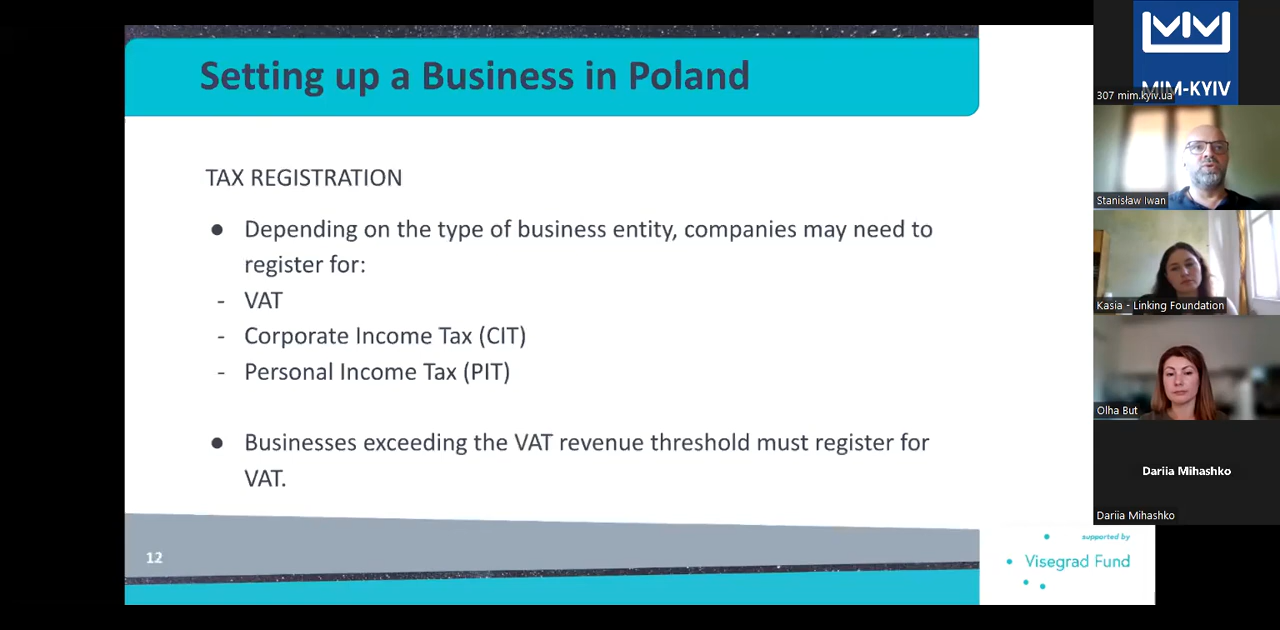 Setting up a Business in Poland
TAX REGISTRATION
● Depending on the type of business entity, companies may need to
register for:
- VAT
- Corporate Income Tax (CIT)
- Personal Income Tax (PIT)
● Businesses exceeding the VAT revenue threshold must register for
VAT.
12
supported by
Visegrad Fund
MIM-KYIV
307 mim.kyiv.ua
Stanisław Iwan
Kasia - Linking Foundation
Olha But
Dariia Mihashko
Dariia Mihashko